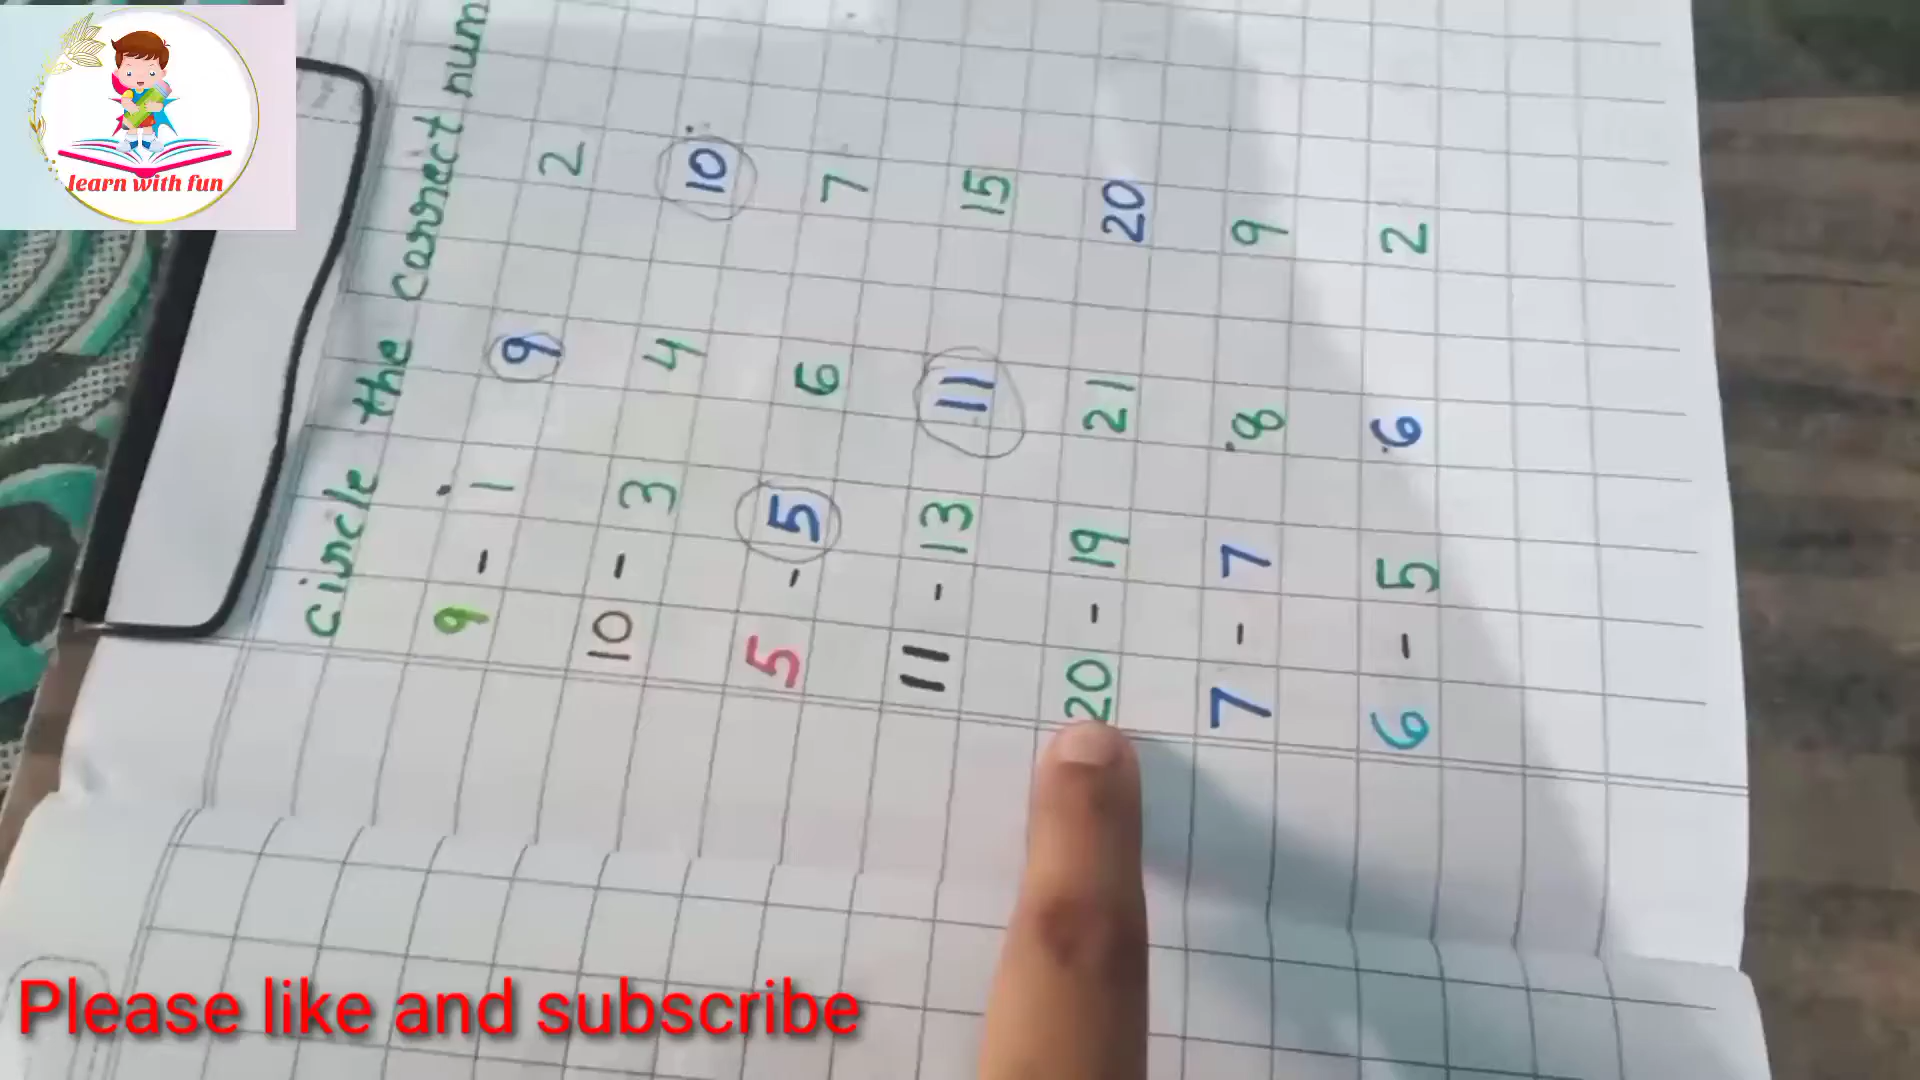 learn with fun
circle the correct num
9 - 1 9 2
10 - 3 4 10
5 - 5 6 7
11 - 13 11 15
20 - 19 21 20
7 - 7 8 9
6 - 5 6 2
Please like and subscribe